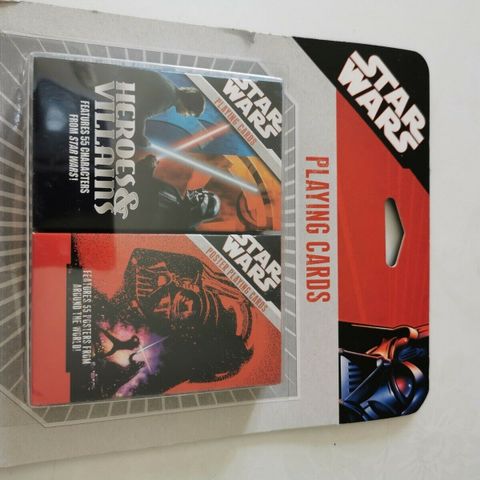 STAR
WARS
PLAYING CARDS
STAR
WARS
PLAYING CARDS
HEROES &
VILLAINS
FEATURES 55 CHARACTERS
FROM STAR WARS!
STAR
WARS
POSTER PLAYING CARDS
FEATURES 55 POSTERS FROM
AROUND THE WORLD!